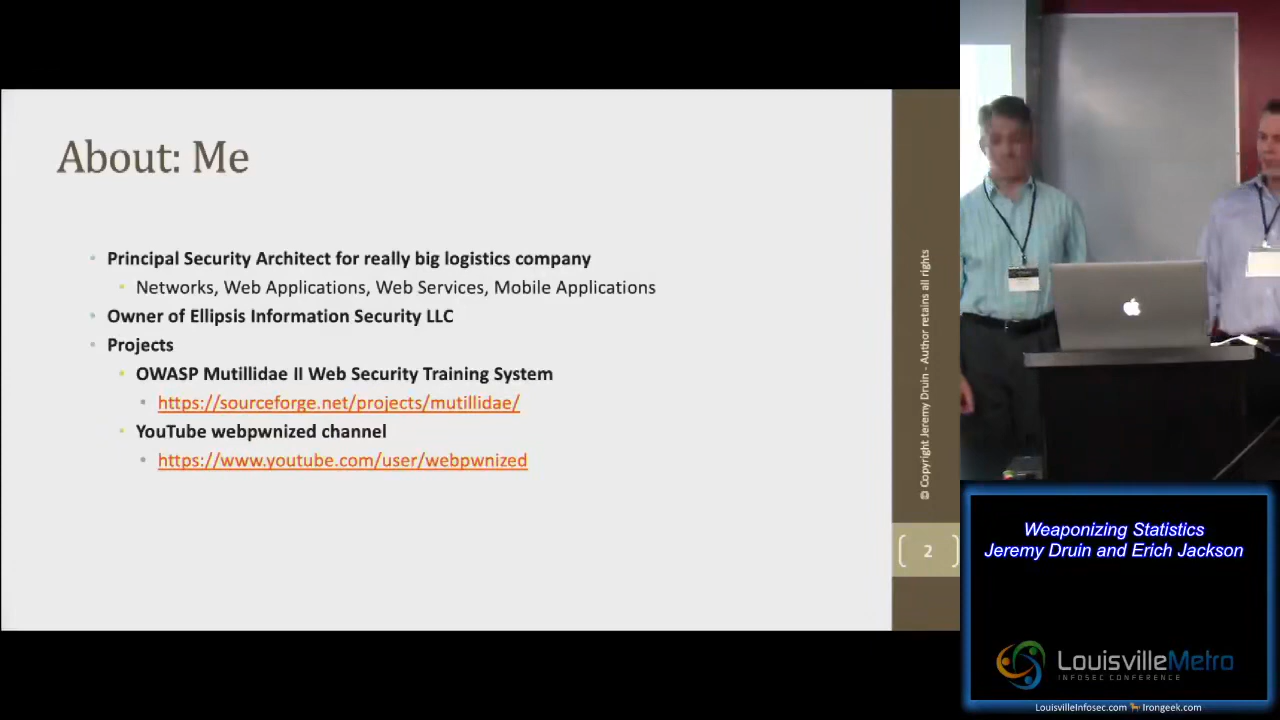 About: Me
Principal Security Architect for really big logistics company
Networks, Web Applications, Web Services, Mobile Applications
Owner of Ellipsis Information Security LLC
Projects
OWASP Mutillidae II Web Security Training System
https://sourceforge.net/projects/mutillidae/
YouTube webpwnized channel
https://www.youtube.com/user/webpwnized
© Copyright Jeremy Druin - Author retains all rights
2
Weaponizing Statistics
Jeremy Druin and Erich Jackson
LouisvilleMetro
INFOSEC CONFERENCE
LouisvilleInfosec.com Irongeek.com